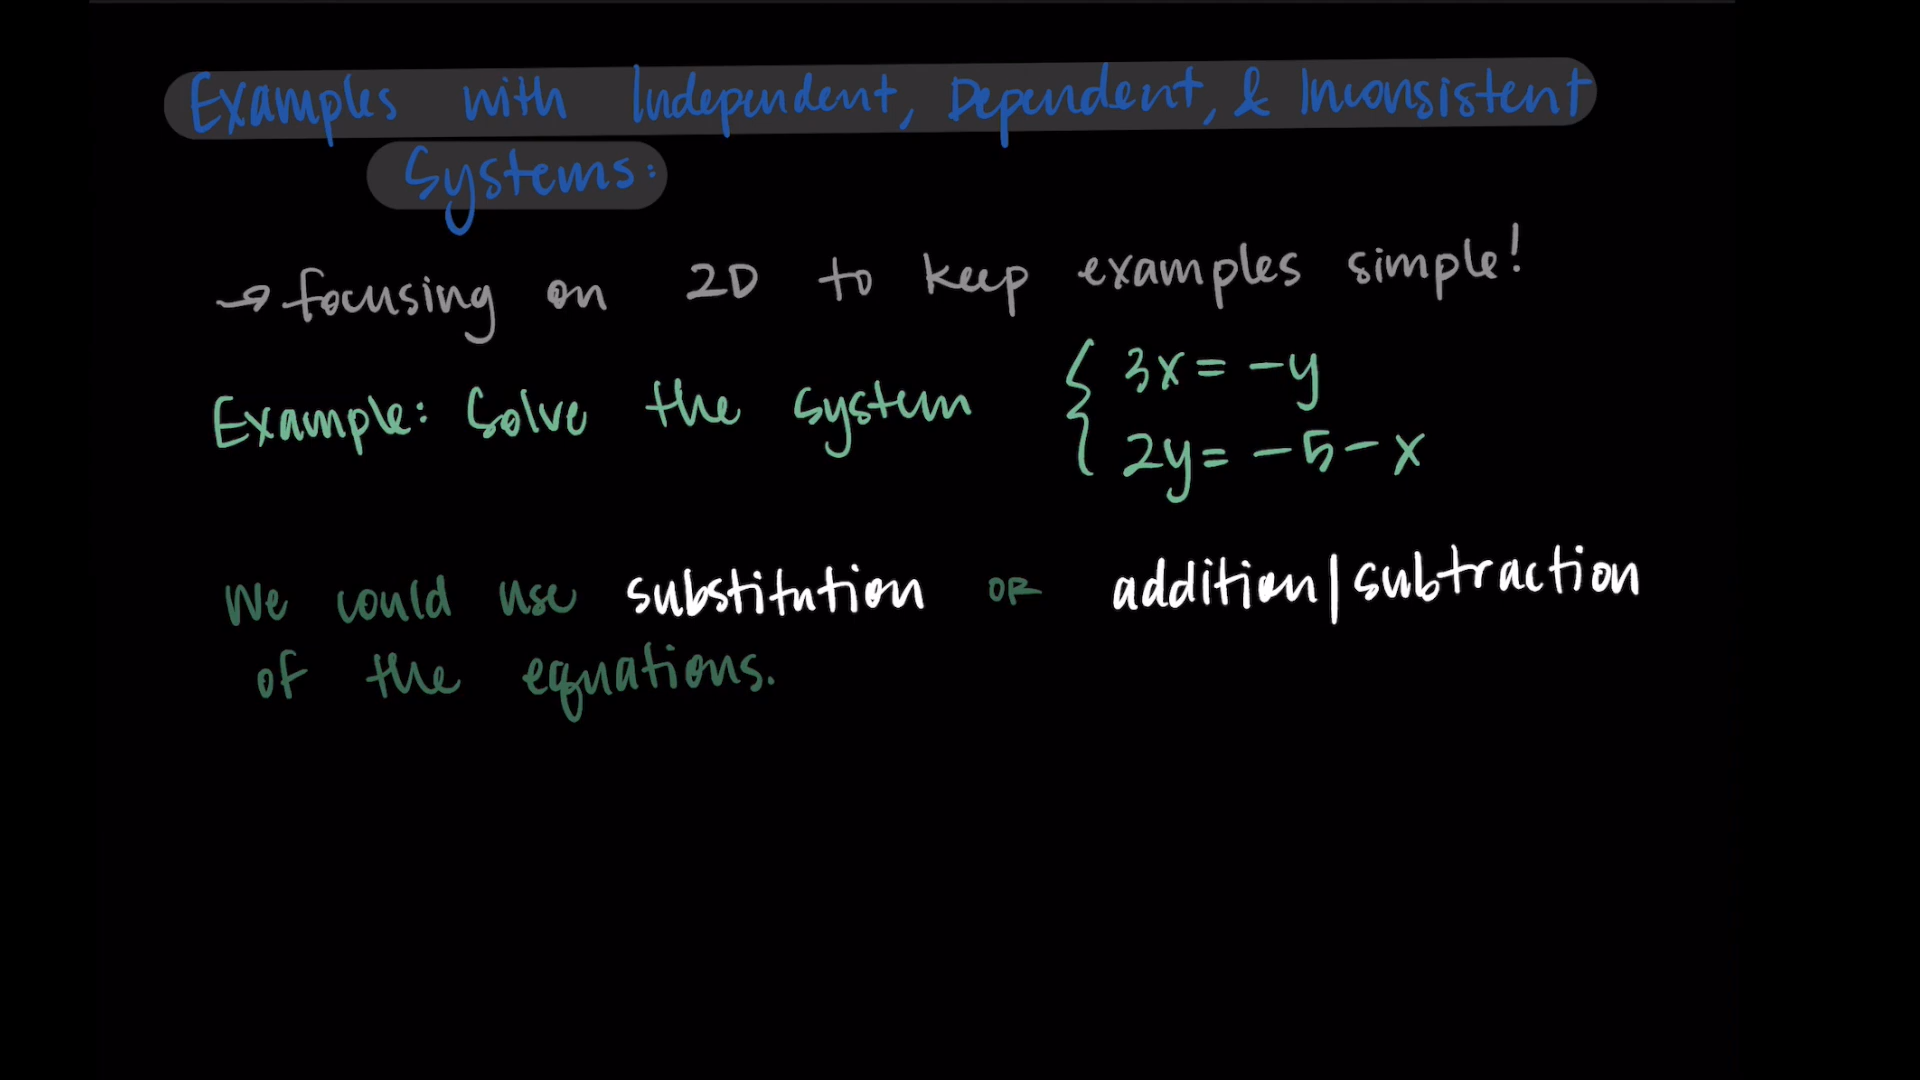 Examples with Independent, Dependent, & Inconsistent
Systems:
→ focusing on 2D to keep examples simple!
Example: Solve the system { 3x = -y
2y = -5 - x
We could use substitution OR addition/subtraction
of the equations.